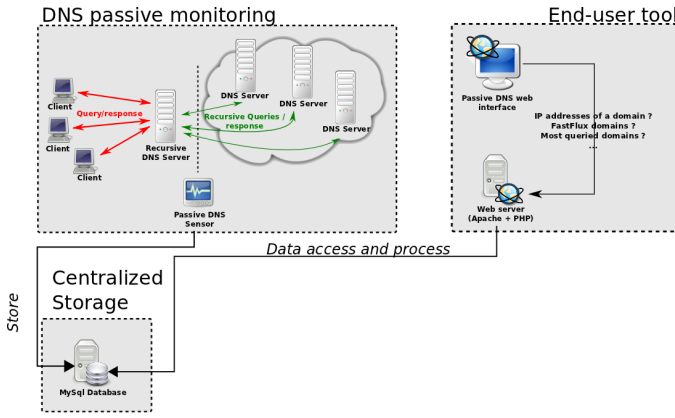 DNS passive monitoring
End-user tool
DNS Server
DNS Server
DNS Server
Client
Query/response
Client
Client
Recursive
DNS Server
Recursive Queries /
response
Passive DNS
Sensor
Passive DNS web
interface
IP addresses of a domain ?
FastFlux domains ?
Most queried domains ?
...
Web server
(Apache + PHP)
Data access and process
Store
Centralized
Storage
MySql Database